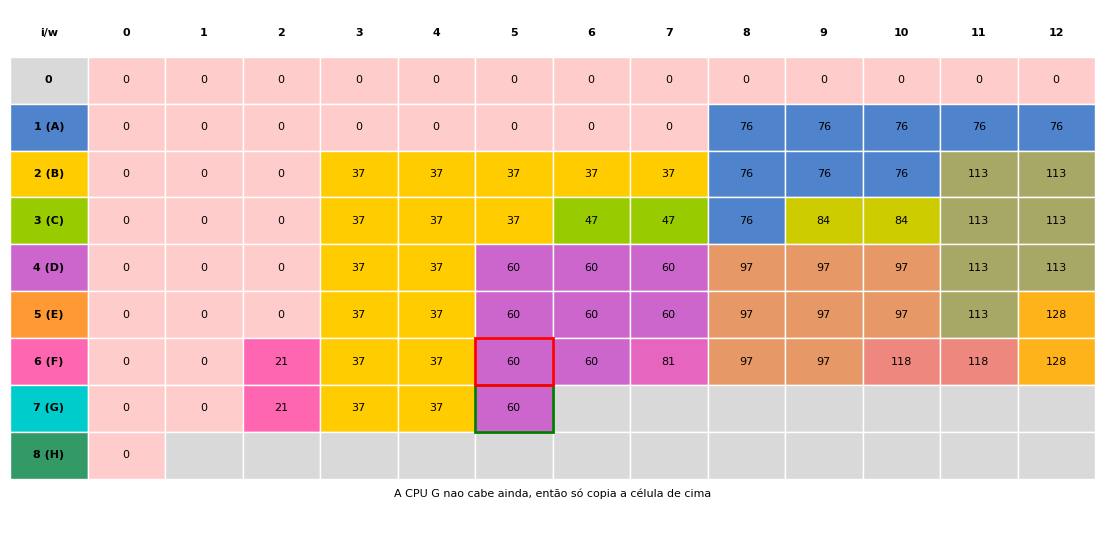 i/w 0 1 2 3 4 5 6 7 8 9 10 11 12
0 0 0 0 0 0 0 0 0 0 0 0 0 0
1 (A) 0 0 0 0 0 0 0 0 76 76 76 76 76
2 (B) 0 0 0 37 37 37 37 37 76 76 76 113 113
3 (C) 0 0 0 37 37 37 47 47 76 84 84 113 113
4 (D) 0 0 0 37 37 60 60 60 97 97 97 113 113
5 (E) 0 0 0 37 37 60 60 60 97 97 97 113 128
6 (F) 0 0 21 37 37 60 60 81 97 97 118 118 128
7 (G) 0 0 21 37 37 60
8 (H) 0
A CPU G nao cabe ainda, então só copia a célula de cima